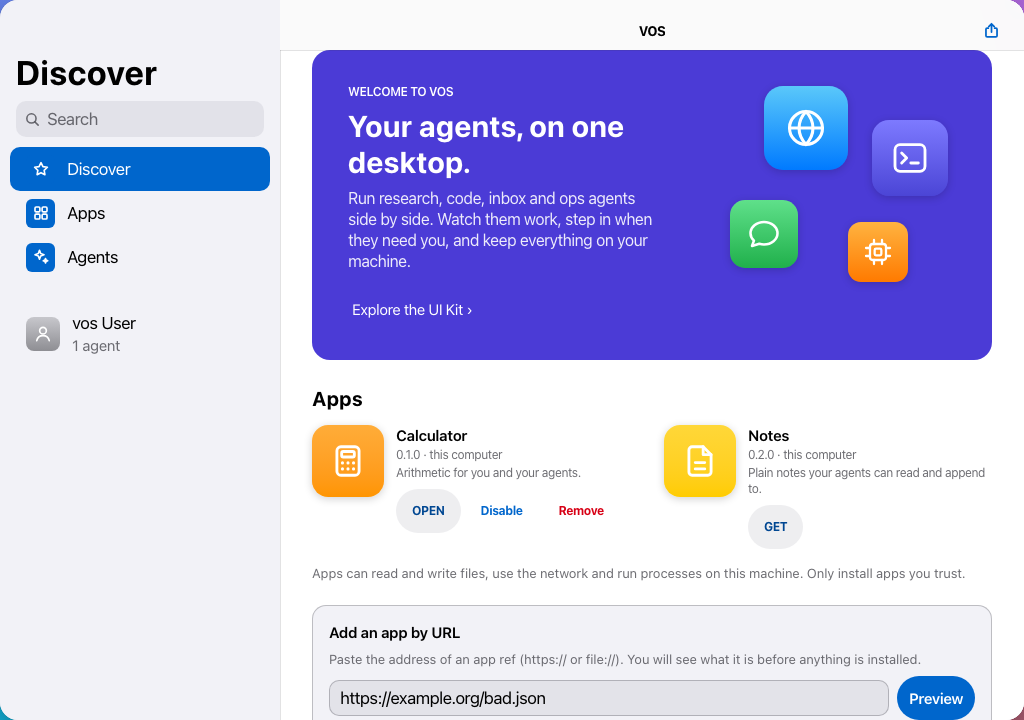 Discover
Search
Discover
Apps
Agents
vos User
1 agent
VOS
WELCOME TO VOS
Your agents, on one
desktop.
Run research, code, inbox and ops agents
side by side. Watch them work, step in when
they need you, and keep everything on your
machine.
Explore the UI Kit ›
Apps
Calculator
0.1.0 · this computer
Arithmetic for you and your agents.
OPEN Disable Remove
Notes
0.2.0 · this computer
Plain notes your agents can read and append
to.
GET
Apps can read and write files, use the network and run processes on this machine. Only install apps you trust.
Add an app by URL
Paste the address of an app ref (https:// or file://). You will see what it is before anything is installed.
https://example.org/bad.json
Preview